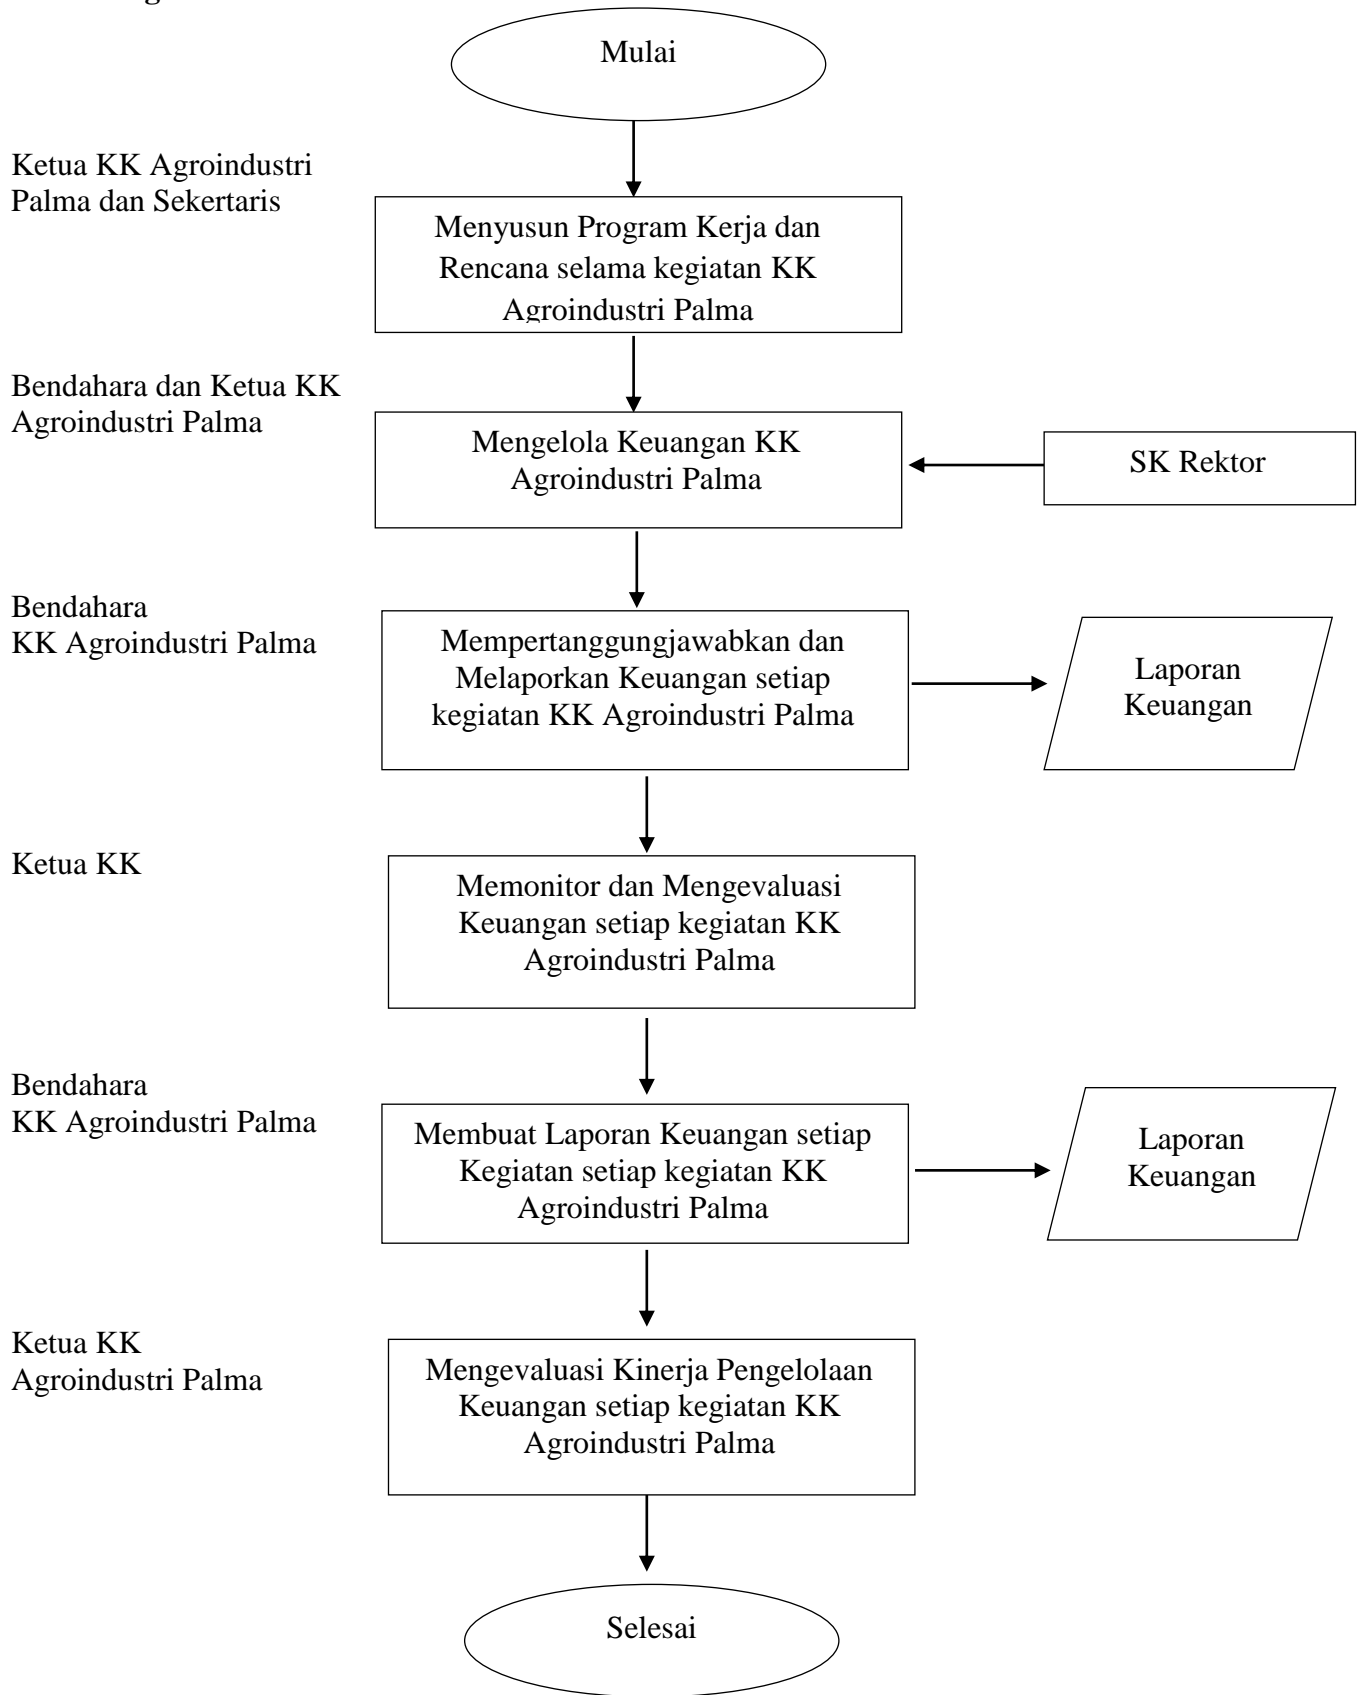 Mulai
Ketua KK Agroindustri
Palma dan Sekertaris
Menyusun Program Kerja dan
Rencana selama kegiatan KK
Agroindustri Palma
Bendahara dan Ketua KK
Agroindustri Palma
Mengelola Keuangan KK
Agroindustri Palma
SK Rektor
Bendahara
KK Agroindustri Palma
Mempertanggungjawabkan dan
Melaporkan Keuangan setiap
kegiatan KK Agroindustri Palma
Laporan
Keuangan
Ketua KK
Memonitor dan Mengevaluasi
Keuangan setiap kegiatan KK
Agroindustri Palma
Bendahara
KK Agroindustri Palma
Membuat Laporan Keuangan setiap
Kegiatan setiap kegiatan KK
Agroindustri Palma
Laporan
Keuangan
Ketua KK
Agroindustri Palma
Mengevaluasi Kinerja Pengelolaan
Keuangan setiap kegiatan KK
Agroindustri Palma
Selesai